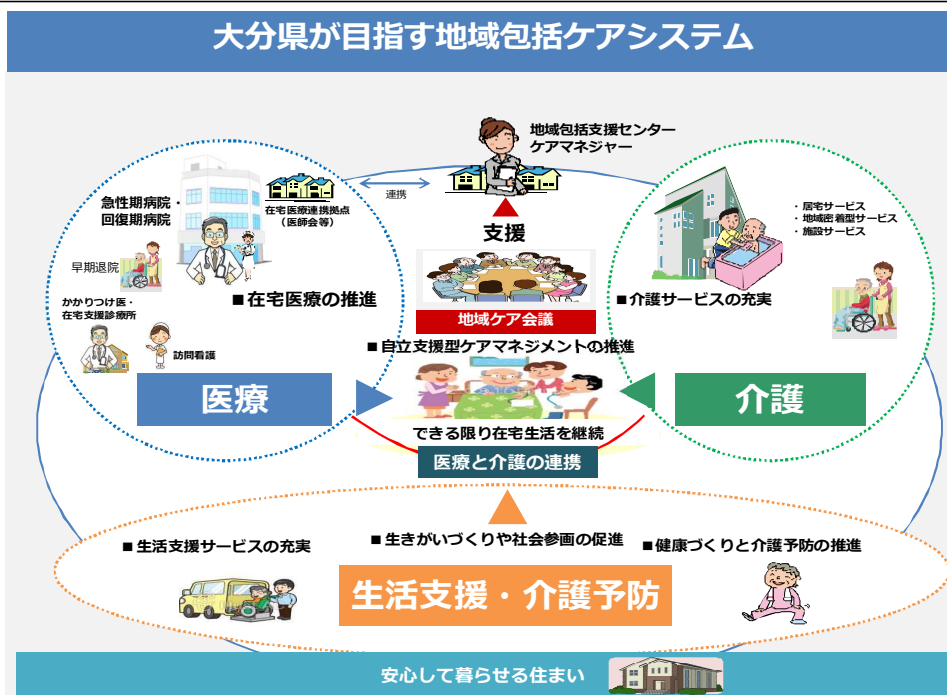 大分県が目指す地域包括ケアシステム
地域包括支援センター
ケアマネジャー
連携
急性期病院・
回復期病院
在宅医療連携拠点
（医師会等）
早期退院
■在宅医療の推進
かかりつけ医・
在宅支援診療所
訪問看護
医療
支援
地域ケア会議
■自立支援型ケアマネジメントの推進
・居宅サービス
・地域密着型サービス
・施設サービス
■介護サービスの充実
介護
できる限り在宅生活を継続
医療と介護の連携
■生活支援サービスの充実
■生きがいづくりや社会参画の促進
■健康づくりと介護予防の推進
生活支援・介護予防
安心して暮らせる住まい